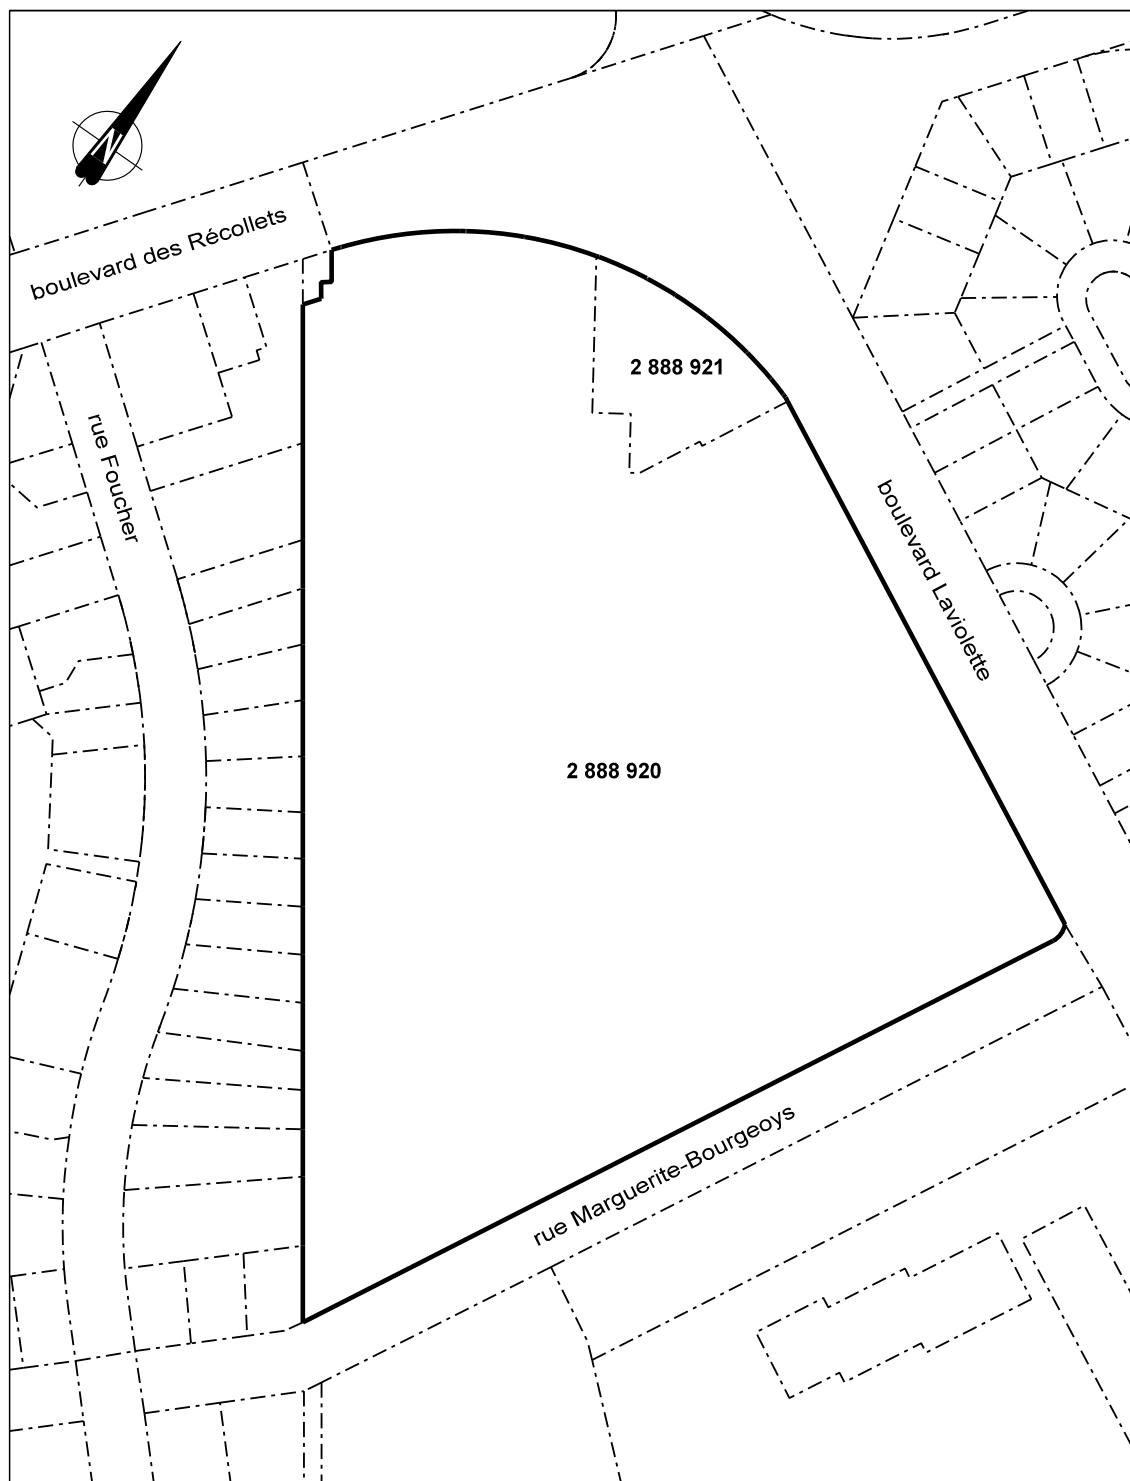 N
boulevard des Récollets
2 888 921
rue Foucher
boulevard Laviolette
2 888 920
rue Marguerite-Bourgeoys